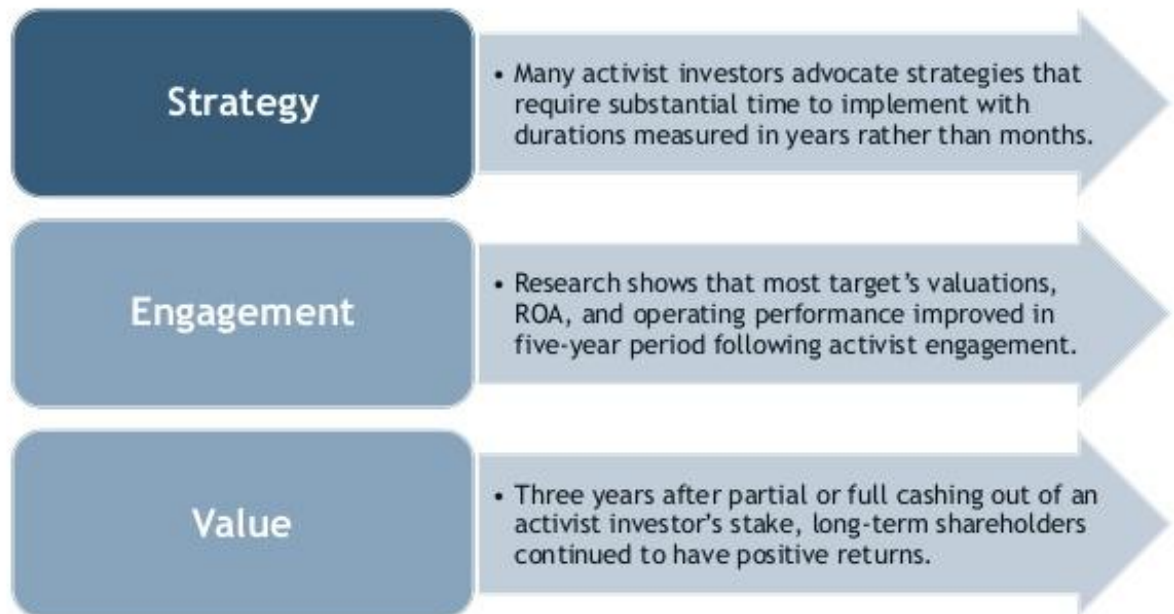 Strategy
• Many activist investors advocate strategies that
require substantial time to implement with
durations measured in years rather than months.
Engagement
• Research shows that most target's valuations,
ROA, and operating performance improved in
five-year period following activist engagement.
Value
• Three years after partial or full cashing out of an
activist investor's stake, long-term shareholders
continued to have positive returns.